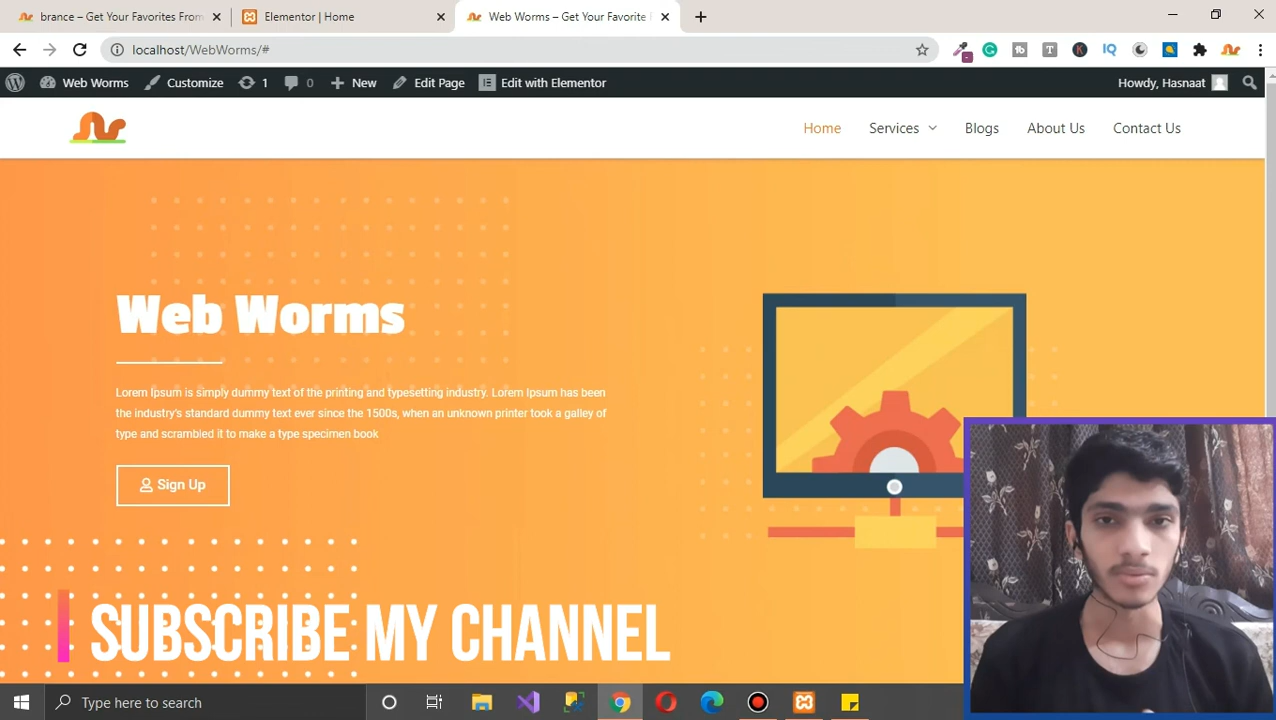 brance – Get Your Favorites From
Elementor | Home
Web Worms – Get Your Favorite
localhost/WebWorms/#
Web Worms
Customize
1
0
New
Edit Page
Edit with Elementor
Howdy, Hasnaat
Home
Services
Blogs
About Us
Contact Us
Web Worms
Lorem Ipsum is simply dummy text of the printing and typesetting industry. Lorem Ipsum has been
the industry's standard dummy text ever since the 1500s, when an unknown printer took a galley of
type and scrambled it to make a type specimen book
Sign Up
SUBSCRIBE MY CHANNEL
Type here to search